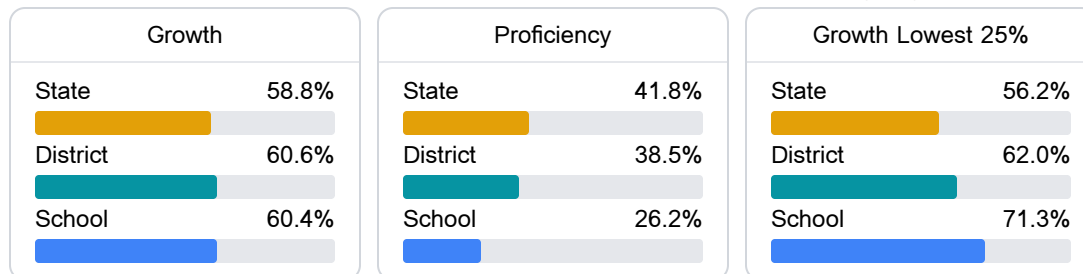 Growth
State 58.8%
District 60.6%
School 60.4%
Proficiency
State 41.8%
District 38.5%
School 26.2%
Growth Lowest 25%
State 56.2%
District 62.0%
School 71.3%